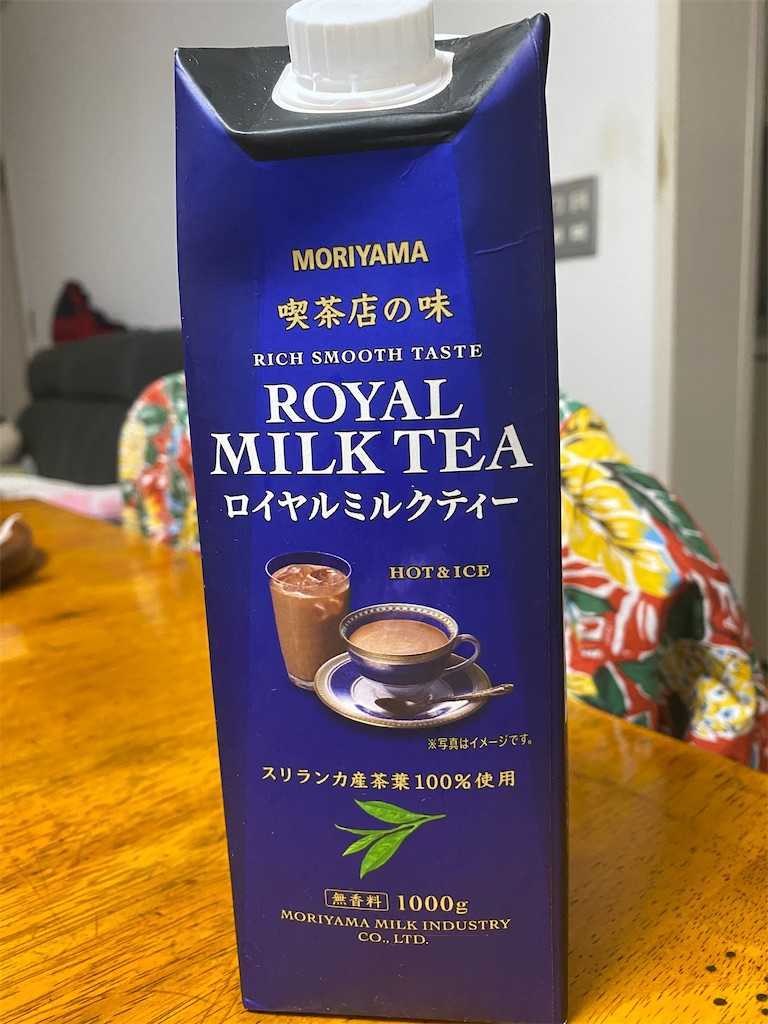 MORIYAMA
喫茶店の味
RICH SMOOTH TASTE
ROYAL
MILK TEA
ロイヤルミルクティー
HOT & ICE
※写真はイメージです。
スリランカ産茶葉100%使用
無香料 1000g
MORIYAMA MILK INDUSTRY
CO., LTD.